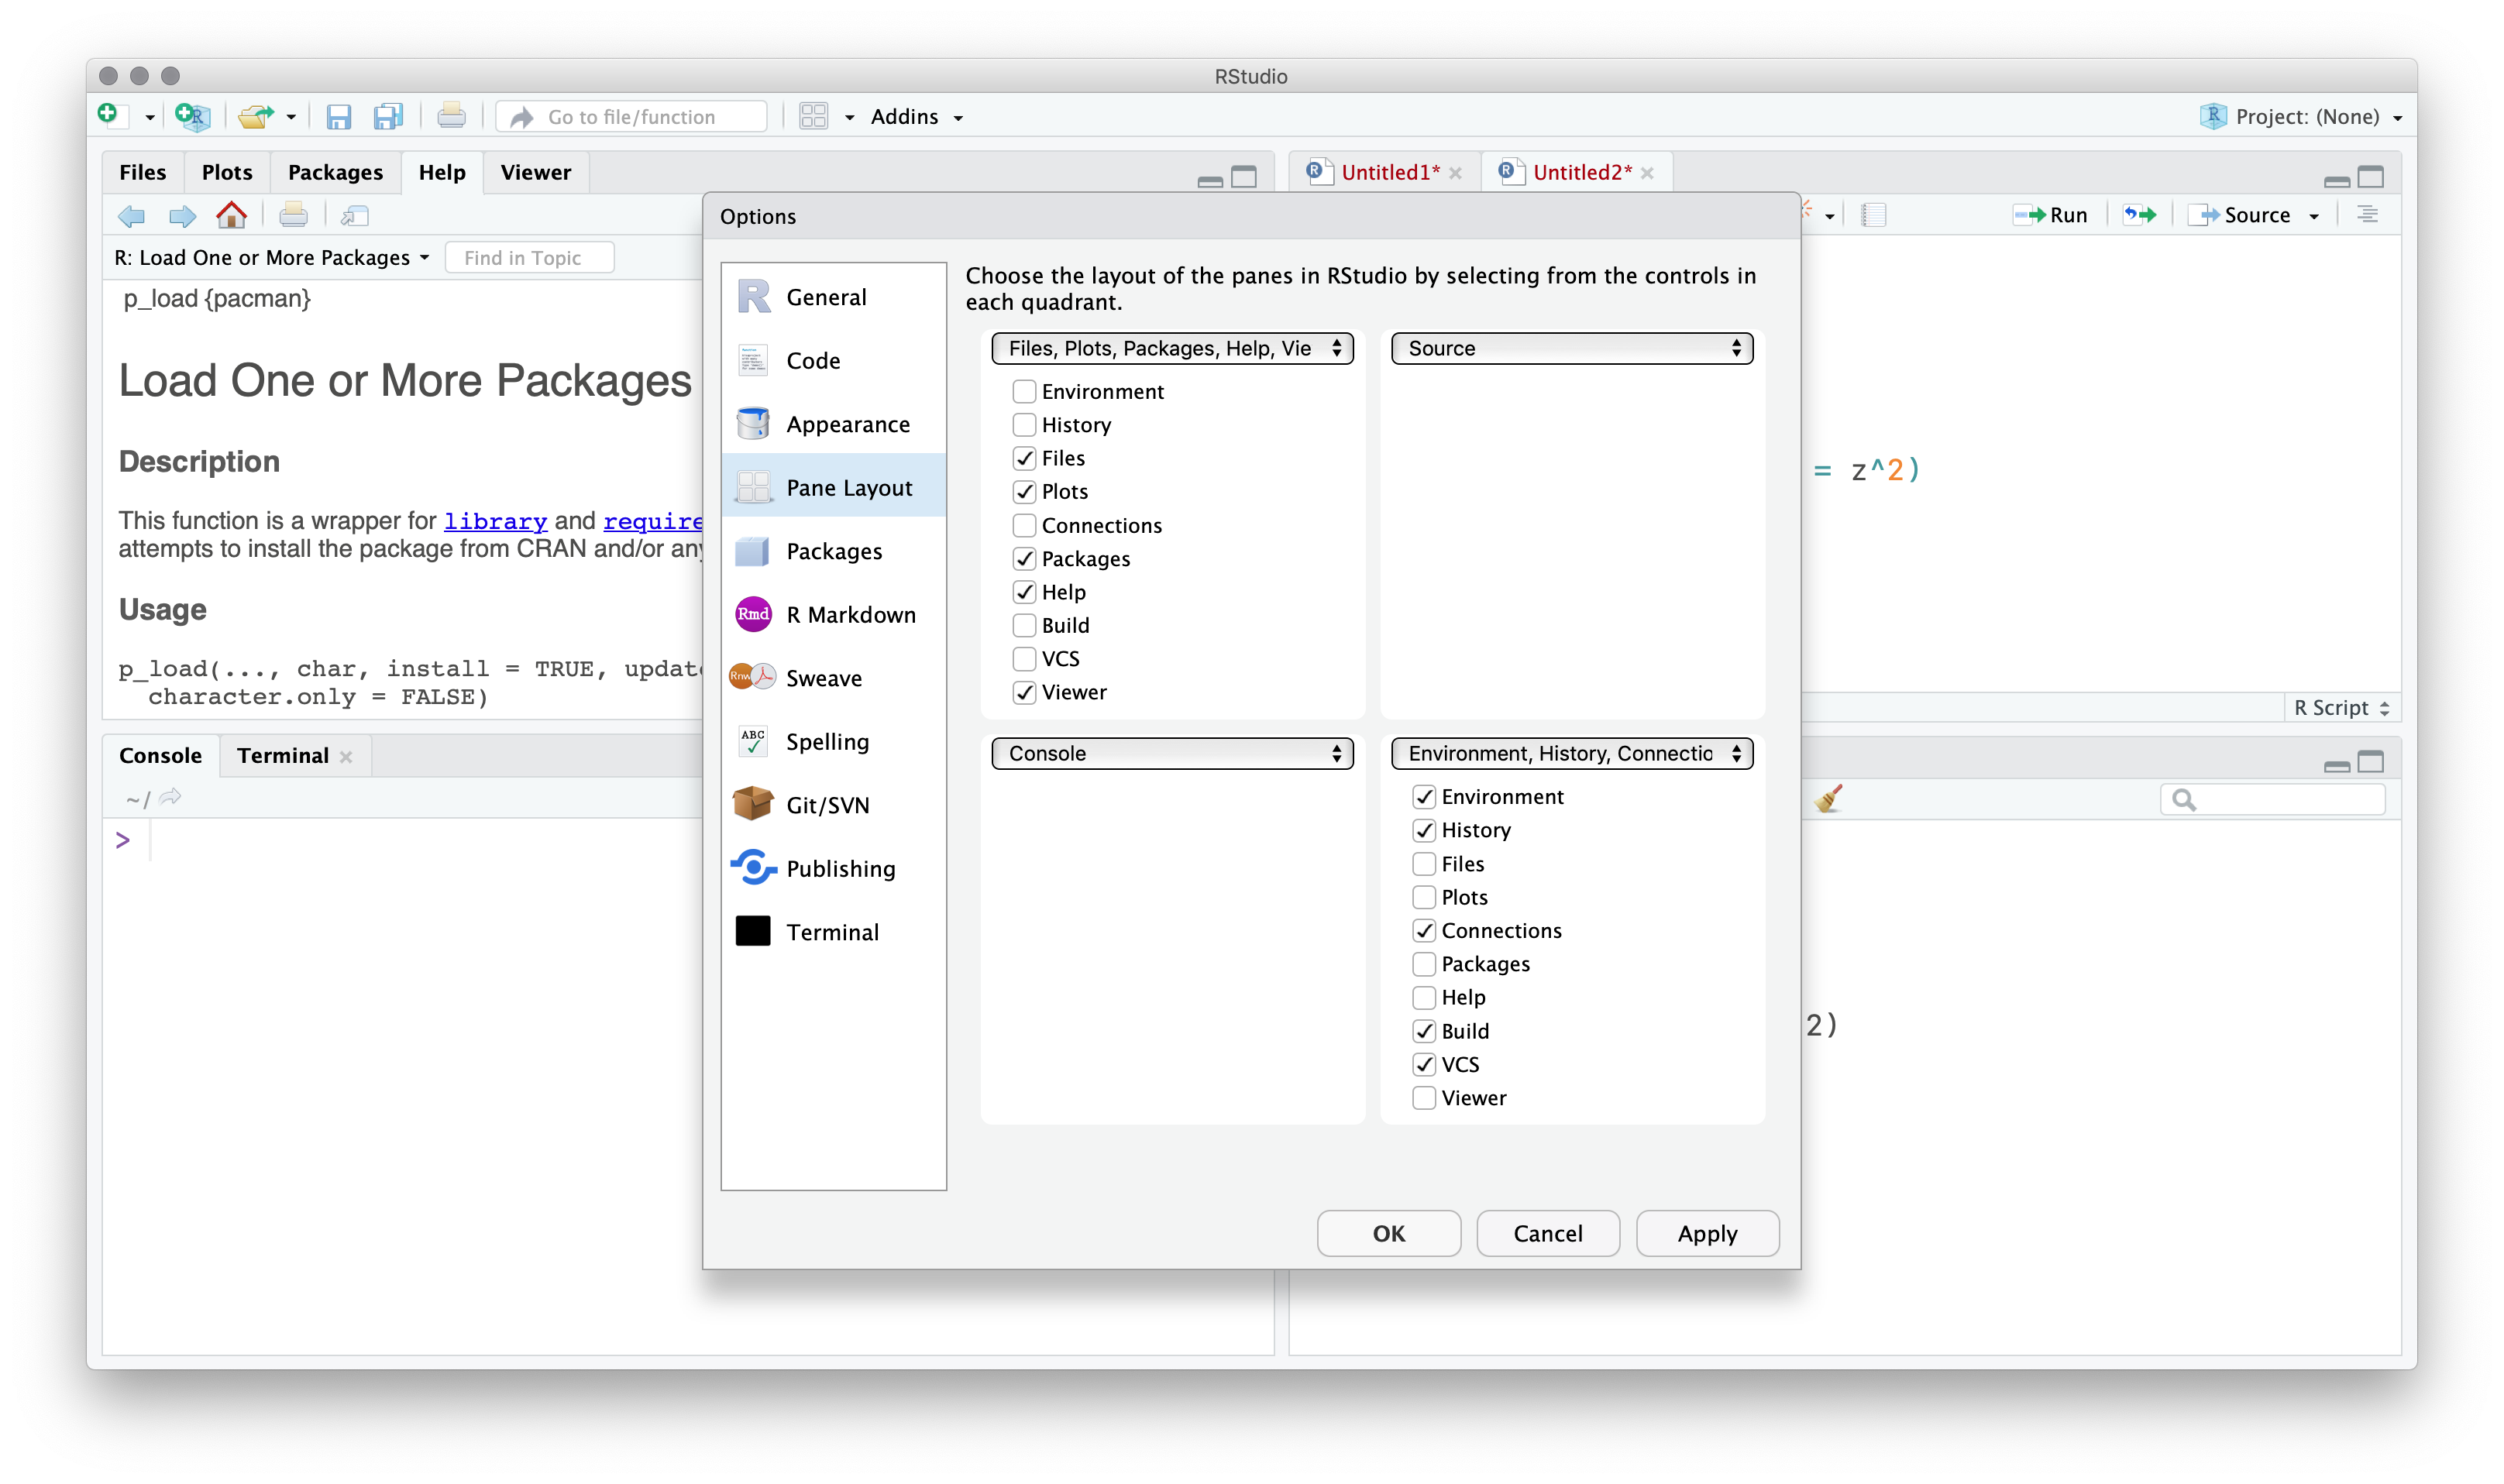 RStudio
Go to file/function
Addins
Project: (None)
Files Plots Packages Help Viewer
R: Load One or More Packages
Find in Topic
p_load {pacman}
Load One or More Packages
Description
This function is a wrapper for library and require
attempts to install the package from CRAN and/or any
Usage
p_load(..., char, install = TRUE, update
character.only = FALSE)
Console Terminal
~/
>
Untitled1* Untitled2*
Run Source
= z^2)
R Script
2)
Options
General
Code
Appearance
Pane Layout
Packages
Rmd R Markdown
Rnw Sweave
ABC Spelling
Git/SVN
Publishing
Terminal
Choose the layout of the panes in RStudio by selecting from the controls in
each quadrant.
Files, Plots, Packages, Help, Vie
Environment
History
Files
Plots
Connections
Packages
Help
Build
VCS
Viewer
Source
Console
Environment, History, Connectio
Environment
History
Files
Plots
Connections
Packages
Help
Build
VCS
Viewer
OK Cancel Apply